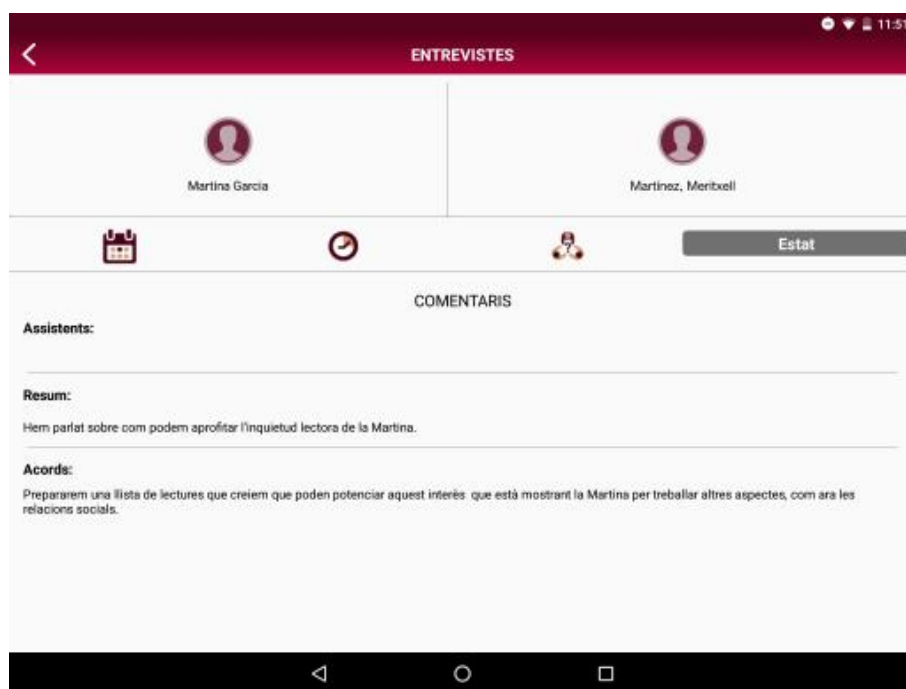 11:51
ENTREVISTES
Martina Garcia
Martínez, Meritxell
Estat
COMENTARIS
Assistents:
Resum:
Hem parlat sobre com podem aprofitar l'inquietud lectora de la Martina.
Acords:
Prepararem una llista de lectures que creiem que poden potenciar aquest interès que està mostrant la Martina per treballar altres aspectes, com ara les
relacions socials.